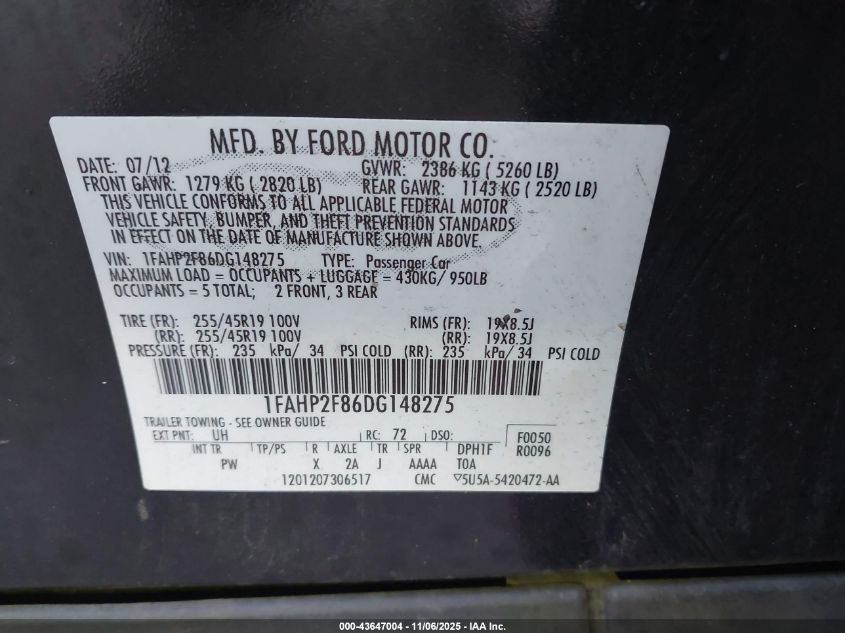 MFD. BY FORD MOTOR CO.
DATE: 07/12 GVWR: 2386 KG ( 5260 LB)
FRONT GAWR: 1279 KG ( 2820 LB) REAR GAWR: 1143 KG ( 2520 LB)
THIS VEHICLE CONFORMS TO ALL APPLICABLE FEDERAL MOTOR
VEHICLE SAFETY, BUMPER, AND THEFT PREVENTION STANDARDS
IN EFFECT ON THE DATE OF MANUFACTURE SHOWN ABOVE.
VIN: 1FAHP2F86DG148275 TYPE: Passenger Car
MAXIMUM LOAD = OCCUPANTS + LUGGAGE = 430KG/ 950LB
OCCUPANTS = 5 TOTAL; 2 FRONT, 3 REAR
TIRE (FR): 255/45R19 100V RIMS (FR): 19X8.5J
(RR): 255/45R19 100V (RR): 19X8.5J
PRESSURE (FR): 235 kPa/ 34 PSI COLD (RR): 235 kPa/ 34 PSI COLD
1FAHP2F86DG148275
TRAILER TOWING - SEE OWNER GUIDE
EXT PNT: UH RC: 72 DSO: F0050
INT TR TP/PS R AXLE TR SPR DPH1F R0096
PW X 2A J AAAA TOA
1201207306517 CMC ▽5U5A-5420472-AA
000-43647004 - 11/06/2025 - IAA Inc.